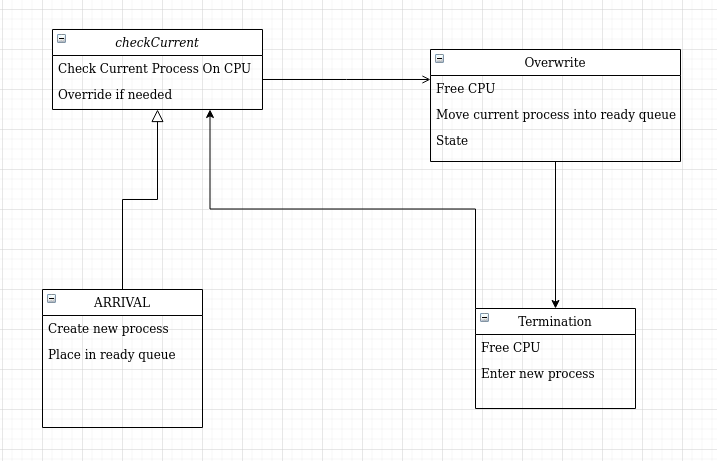 checkCurrent
Check Current Process On CPU
Override if needed
Overwrite
Free CPU
Move current process into ready queue
State
ARRIVAL
Create new process
Place in ready queue
Termination
Free CPU
Enter new process